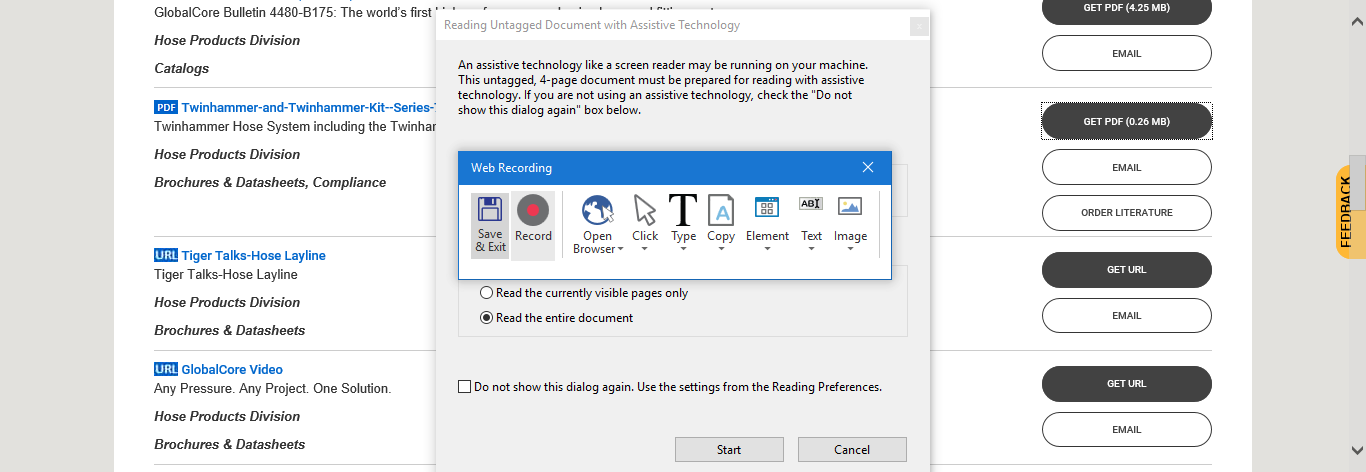 GlobalCore Bulletin 4480-B175: The world's first
Hose Products Division
Catalogs
GET PDF (4.25 MB)
EMAIL
PDF Twinhammer-and-Twinhammer-Kit--Series-
Twinhammer Hose System including the
Hose Products Division
Brochures & Datasheets, Compliance
GET PDF (0.26 MB)
EMAIL
ORDER LITERATURE
URL Tiger Talks-Hose Layline
Tiger Talks-Hose Layline
Hose Products Division
Brochures & Datasheets
GET URL
EMAIL
URL GlobalCore Video
Any Pressure. Any Project. One Solution.
Hose Products Division
Brochures & Datasheets
GET URL
EMAIL
FEEDBACK
Reading Untagged Document with Assistive Technology
An assistive technology like a screen reader may be running on your machine.
This untagged, 4-page document must be prepared for reading with assistive
technology. If you are not using an assistive technology, check the "Do not
show this dialog again" box below.
Web Recording
Save
& Exit
Record
Open
Browser
Click
Type
Copy
Element
Text
Image
Read the currently visible pages only
Read the entire document
Do not show this dialog again. Use the settings from the Reading Preferences.
Start
Cancel